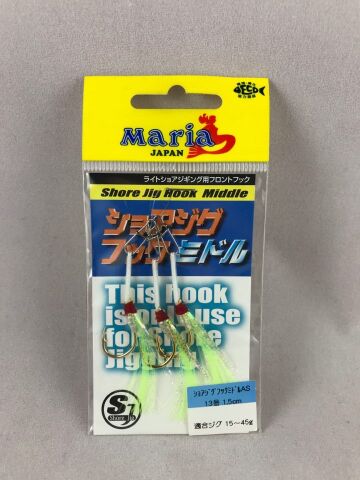 Maria
JAPAN
ライトショアジギング用フロントフック
Shore Jig Hook Middle
ショアジグ
フック ミドル
This hook
is
use
for
Jigging
S7
Shore Jig
ショアジグフックミドルAS
13号 1.5cm
適合ジグ 15～45g